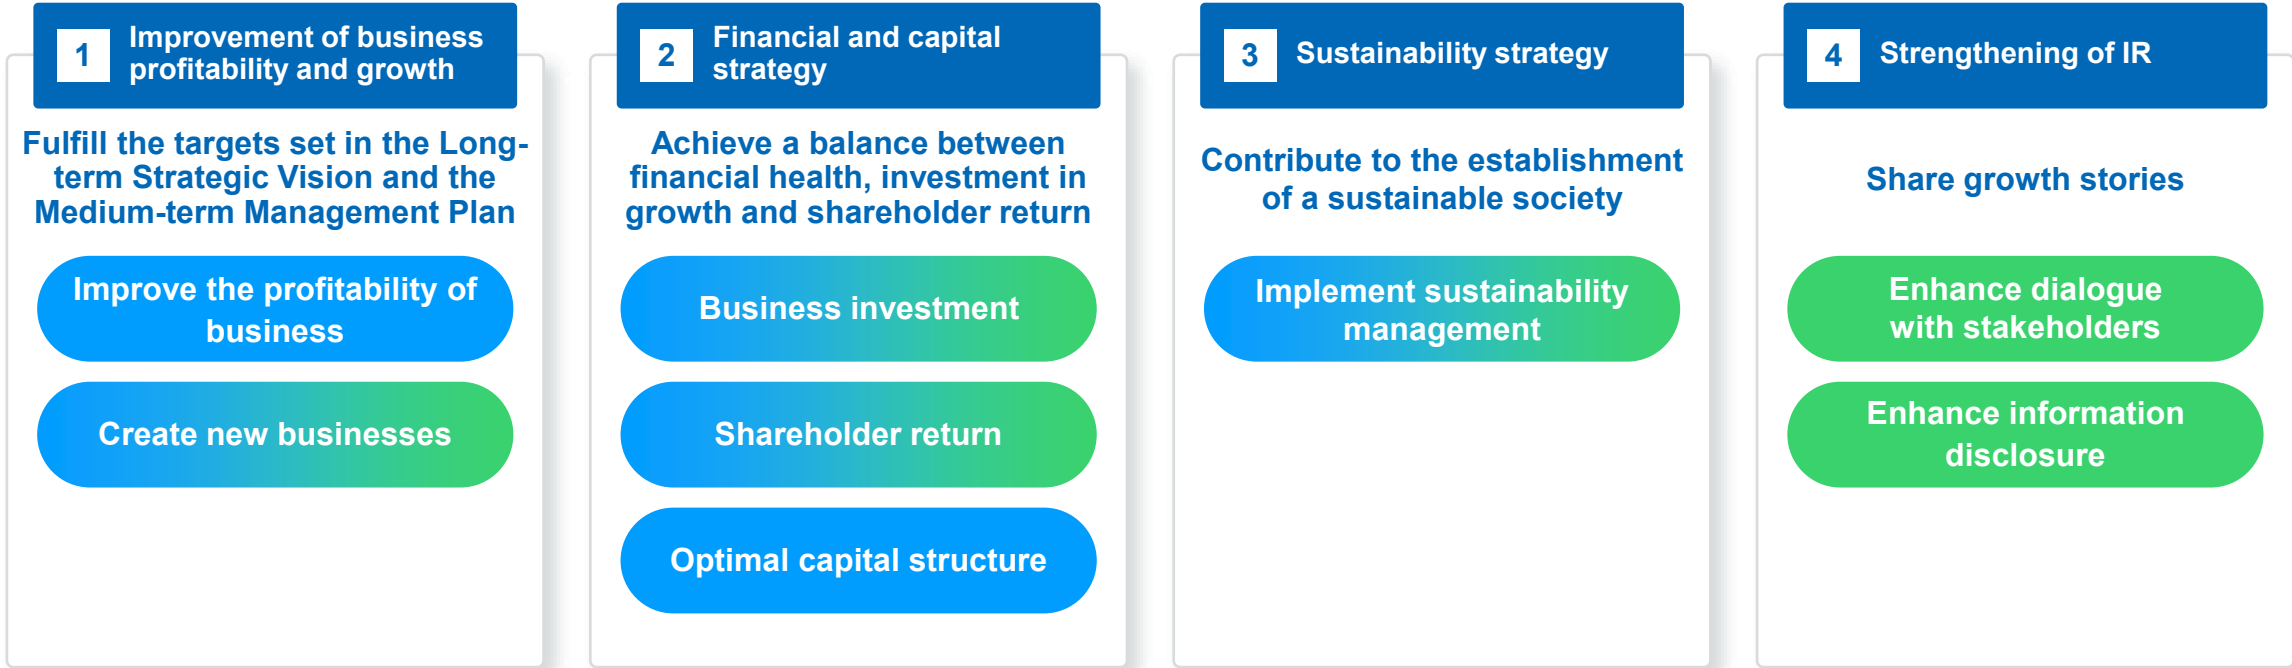 1
Improvement of business
profitability and growth
Fulfill the targets set in the Long-
term Strategic Vision and the
Medium-term Management Plan
Improve the profitability of
business
Create new businesses
2
Financial and capital
strategy
Achieve a balance between
financial health, investment in
growth and shareholder return
Business investment
Shareholder return
Optimal capital structure
3
Sustainability strategy
Contribute to the establishment
of a sustainable society
Implement sustainability
management
4
Strengthening of IR
Share growth stories
Enhance dialogue
with stakeholders
Enhance information
disclosure